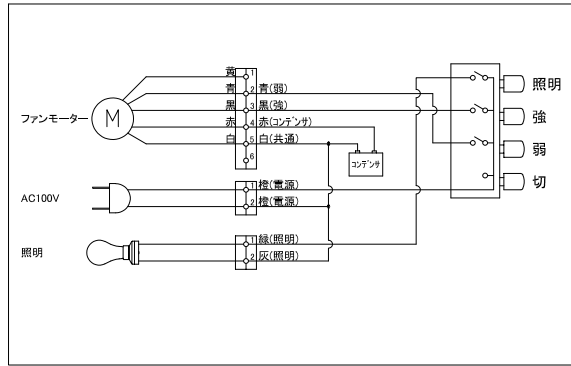 黄 1
青 2 青(弱)
黒 3 黒(強)
赤 4 赤(コンデンサ)
白 5 白(共通)
6
ファンモーター
M
コンデンサ
照明
強
弱
切
AC100V
1 橙(電源)
2 橙(電源)
照明
1 緑(照明)
2 灰(照明)